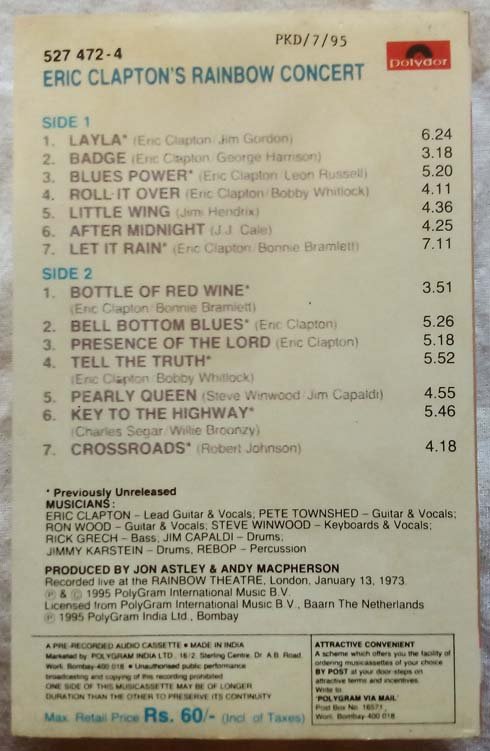 PKD/7/95
527 472-4
polydor
ERIC CLAPTON'S RAINBOW CONCERT
SIDE 1
1. LAYLA* (Eric Clapton/Jim Gordon) 6.24
2. BADGE (Eric Clapton/George Harrison) 3.18
3. BLUES POWER* (Eric Clapton/Leon Russell) 5.20
4. ROLL IT OVER (Eric Clapton/Bobby Whitlock) 4.11
5. LITTLE WING (Jimi Hendrix) 4.36
6. AFTER MIDNIGHT (J.J. Cale) 4.25
7. LET IT RAIN* (Eric Clapton/Bonnie Bramlett) 7.11
SIDE 2
1. BOTTLE OF RED WINE* 3.51
(Eric Clapton/Bonnie Bramlett)
2. BELL BOTTOM BLUES* (Eric Clapton) 5.26
3. PRESENCE OF THE LORD (Eric Clapton) 5.18
4. TELL THE TRUTH* 5.52
(Eric Clapton/Bobby Whitlock)
5. PEARLY QUEEN (Steve Winwood/Jim Capaldi) 4.55
6. KEY TO THE HIGHWAY* 5.46
(Charles Segar/Willie Broonzy)
7. CROSSROADS* (Robert Johnson) 4.18
* Previously Unreleased
MUSICIANS:
ERIC CLAPTON – Lead Guitar & Vocals; PETE TOWNSHED – Guitar & Vocals;
RON WOOD – Guitar & Vocals; STEVE WINWOOD – Keyboards & Vocals;
RICK GRECH – Bass, JIM CAPALDI – Drums;
JIMMY KARSTEIN – Drums, REBOP – Percussion
PRODUCED BY JON ASTLEY & ANDY MACPHERSON
Recorded live at the RAINBOW THEATRE, London, January 13, 1973.
℗ & © 1995 PolyGram International Music B.V.
Licensed from PolyGram International Music B.V., Baarn The Netherlands
℗ 1995 PolyGram India Ltd., Bombay
A PRE-RECORDED AUDIO CASSETTE ● MADE IN INDIA
Marketed by: POLYGRAM INDIA LTD., 16/2, Sterling Centre, Dr. A.B. Road,
Worli, Bombay-400 018 ● Unauthorised public performance
broadcasting and copying of this recording prohibited
ONE SIDE OF THIS MUSICASSETTE MAY BE OF LONGER
DURATION THAN THE OTHER TO PRESERVE ITS CONTINUITY
Max. Retail Price Rs. 60/- (Incl. of Taxes)
ATTRACTIVE CONVENIENT
A scheme which offers you the facility of
ordering musicassettes of your choice
BY POST at your door-steps on
attractive terms and incentives.
Write to
'POLYGRAM VIA MAIL'
Post Box No. 16571,
Worli, Bombay-400 018